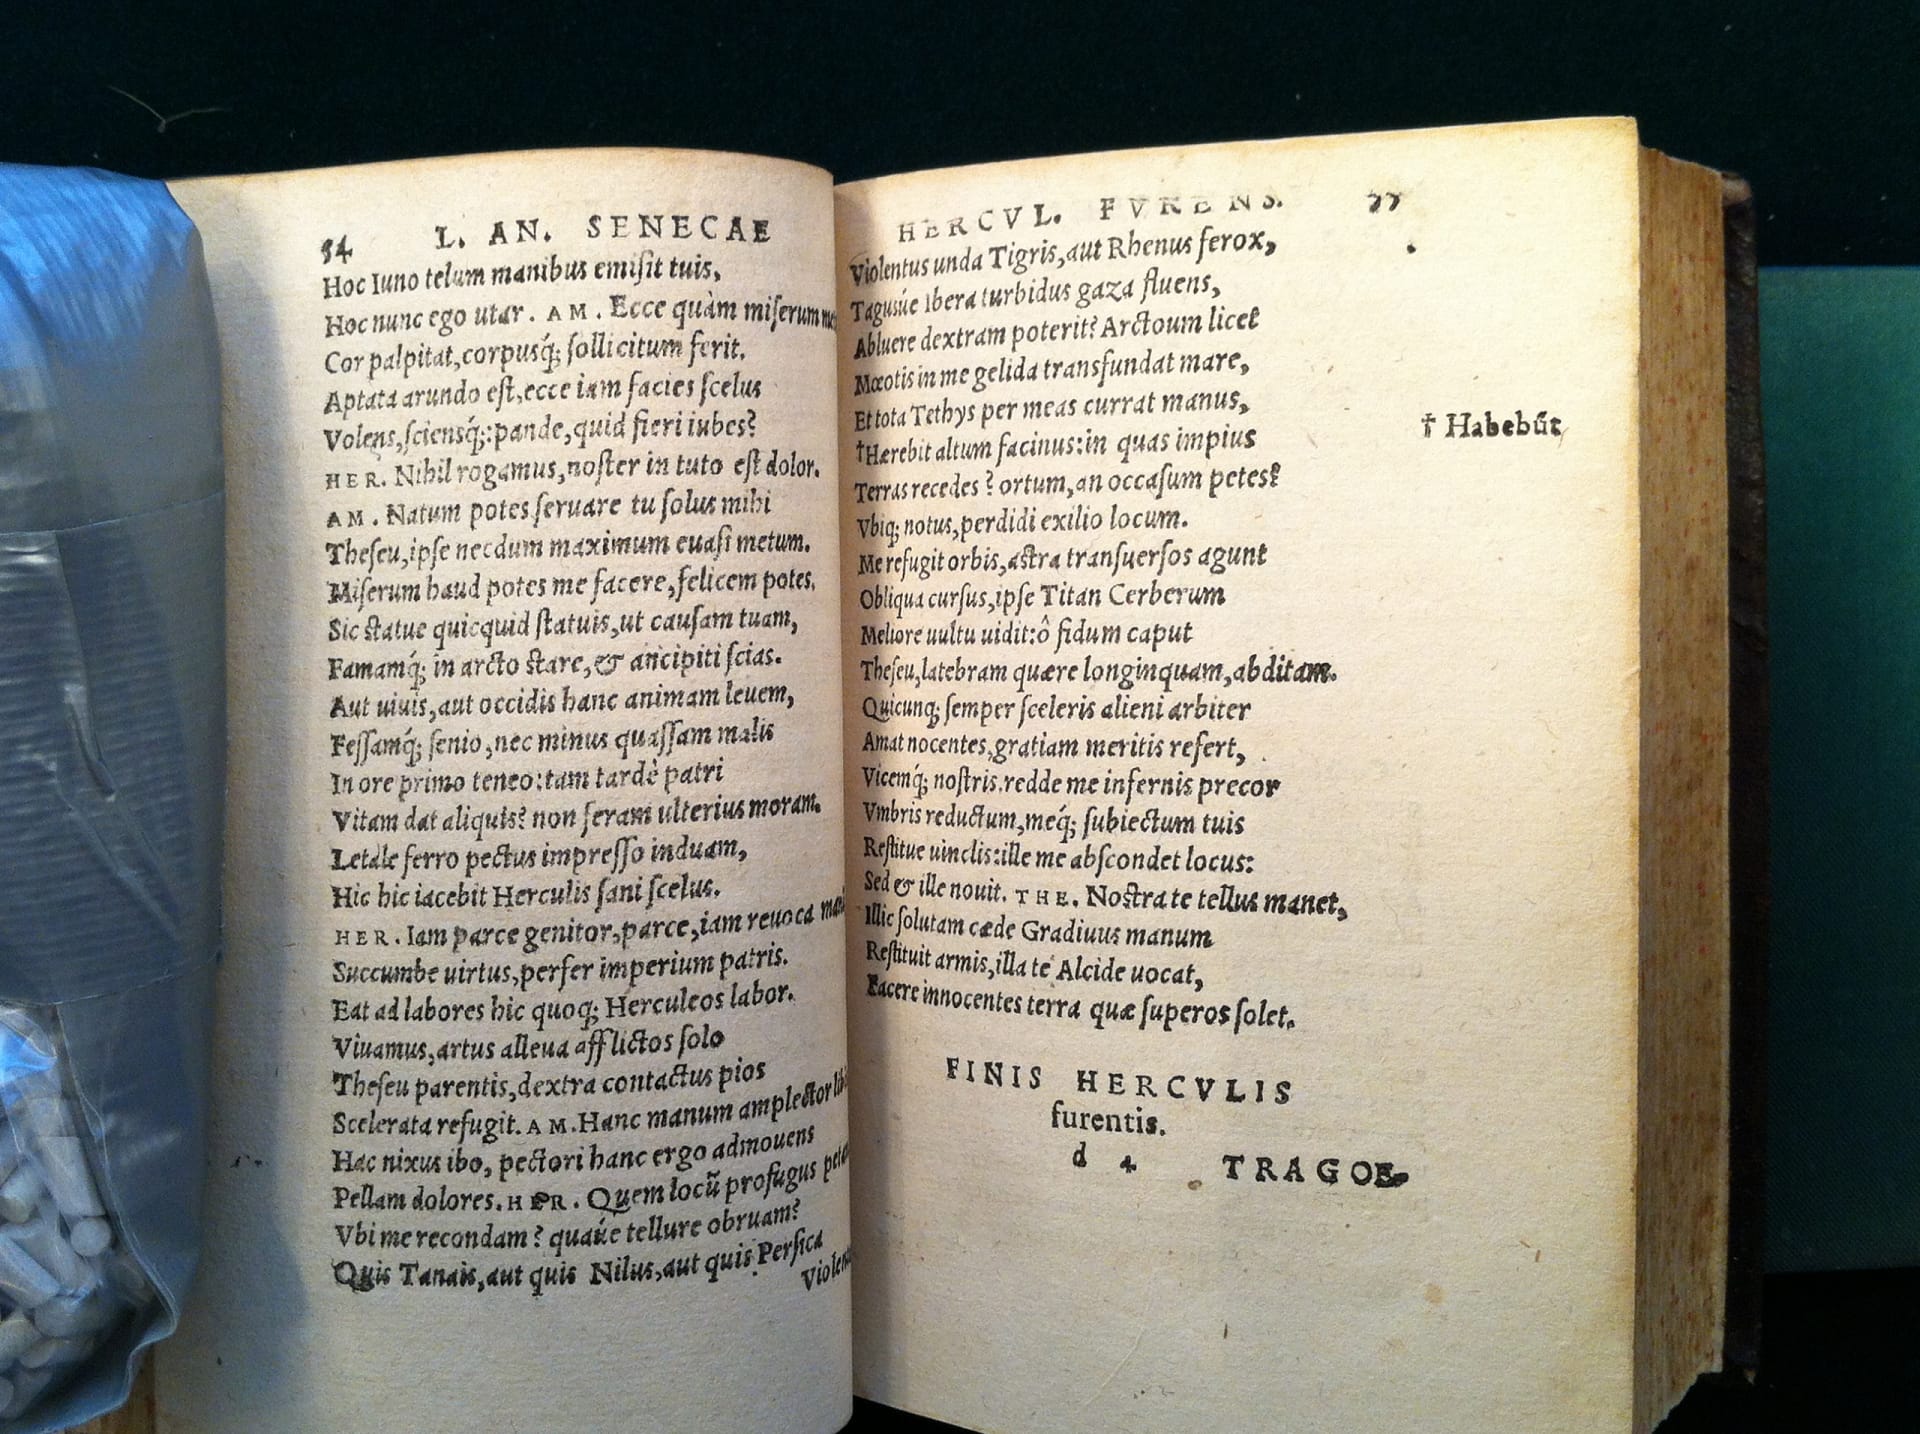 54 L. AN. SENECAE
Hoc Iuno telum manibus emiſit tuis,
Hoc nunc ego utar. AM. Ecce quàm miſerum
Cor palpitat, corpusq́; ſollicitum ferit.
Aptata arundo eſt, ecce iam facies ſcelus
Volens, ſciensq́;: pande, quid fieri iubes?
HER. Nihil rogamus, noſter in tuto eſt dolor.
AM. Natum potes ſeruare tu ſolus mihi
Theſeu, ipſe necdum maximum euaſi metum.
Miſerum haud potes me facere, felicem potes.
Sic ſtatue quicquid ſtatuis, ut cauſam tuam,
Famamq́; in arcto ſtare, & ancipiti ſcias.
Aut uiuis, aut occidis hanc animam leuem,
Feſſamq́; ſenio, nec minus quaſſam malis
In ore primo teneo: tam tardè patri
Vitam dat aliquis? non feram ulterius moram.
Letale ferro pectus impreſſo induam,
Hic hic iacebit Herculis ſani ſcelus.
HER. Iam parce genitor, parce, iam reuoca
Succumbe uirtus, perfer imperium patris.
Eat ad labores hic quoq; Herculeos labor.
Viuamus, artus alleua afflictos ſolo
Theſeu parentis, dextra contactus pios
Scelerata refugit. AM. Hanc manum amplector
Hac nixus ibo, pectori hanc ergo admouens
Pellam dolores. HER. Quem locū profugus
Vbi me recondam? quaúe tellure obruam?
Quis Tanais, aut quis Nilus, aut quis Perſica
HERCVL. FVRENS.
Violentus unda Tigris, aut Rhenus ferox,
Tagusúe Ibera turbidus gaza fluens,
Abluere dextram poterit? Arctoum licet
Mæotis in me gelida transfundat mare,
Et tota Tethys per meas currat manus,
†Hærebit altum facinus: in quas impius
† Habebūt
Terras recedes? ortum, an occaſum petes?
Vbiq; notus, perdidi exilio locum.
Me refugit orbis, aſtra tranſuerſos agunt
Obliqua curſus, ipſe Titan Cerberum
Meliore uultu uidit: ô fidum caput
Theſeu, latebram quære longinquam, abditam.
Quicunq; ſemper ſceleris alieni arbiter
Amat nocentes, gratiam meritis refert,
Vicemq́; noſtris. redde me infernis precor
Vmbris reductum, meq́; ſubiectum tuis
Reſtitue uinclis: ille me abſcondet locus:
Sed & ille nouit. THE. Noſtra te tellus manet,
Illic ſolutam cæde Gradiuus manum
Reſtituit armis, illa te Alcide uocat,
Facere innocentes terra quæ ſuperos ſolet.
FINIS HERCVLIS
furentis.
d 4 TRAGOE-